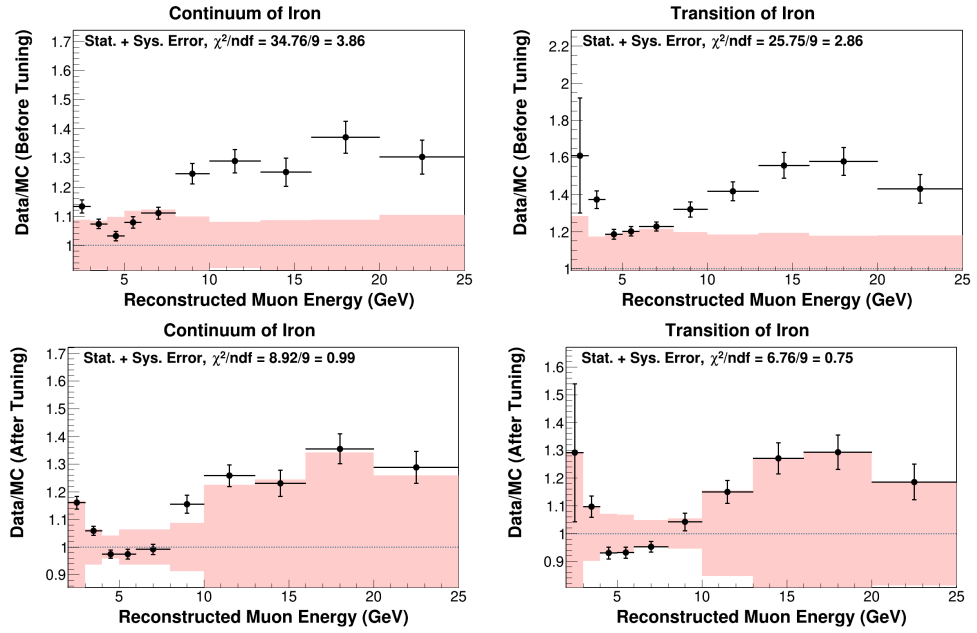 Continuum of Iron
Stat. + Sys. Error, χ²/ndf = 34.76/9 = 3.86
Data/MC (Before Tuning)
1.7
1.6
1.5
1.4
1.3
1.2
1.1
1
5 10 15 20 25
Reconstructed Muon Energy (GeV)
Transition of Iron
Stat. + Sys. Error, χ²/ndf = 25.75/9 = 2.86
Data/MC (Before Tuning)
2.2
2
1.8
1.6
1.4
1.2
1
5 10 15 20 25
Reconstructed Muon Energy (GeV)
Continuum of Iron
Stat. + Sys. Error, χ²/ndf = 8.92/9 = 0.99
Data/MC (After Tuning)
1.7
1.6
1.5
1.4
1.3
1.2
1.1
1
0.9
5 10 15 20 25
Reconstructed Muon Energy (GeV)
Transition of Iron
Stat. + Sys. Error, χ²/ndf = 6.76/9 = 0.75
Data/MC (After Tuning)
1.6
1.5
1.4
1.3
1.2
1.1
1
0.9
5 10 15 20 25
Reconstructed Muon Energy (GeV)